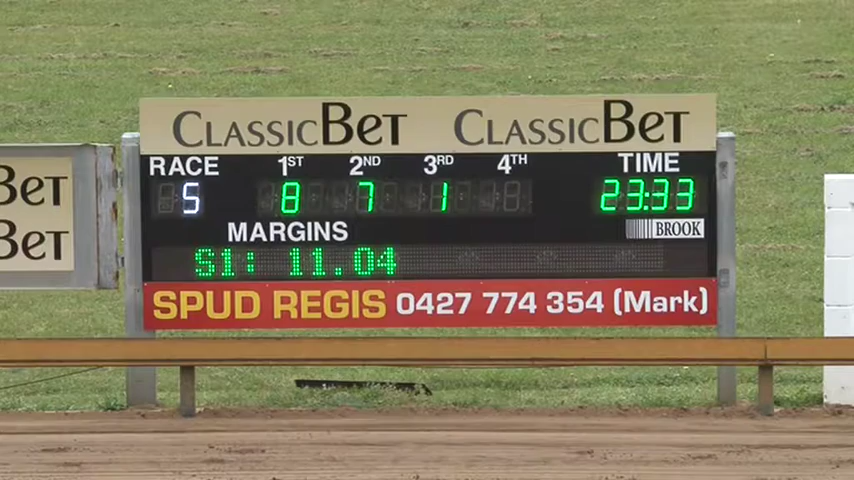 CLASSICBET CLASSICBET
RACE 1ST 2ND 3RD 4TH TIME
5 8 7 1 23:33
MARGINS BROOK
S1: 11.04
SPUD REGIS 0427 774 354 (Mark)
Bet
Bet